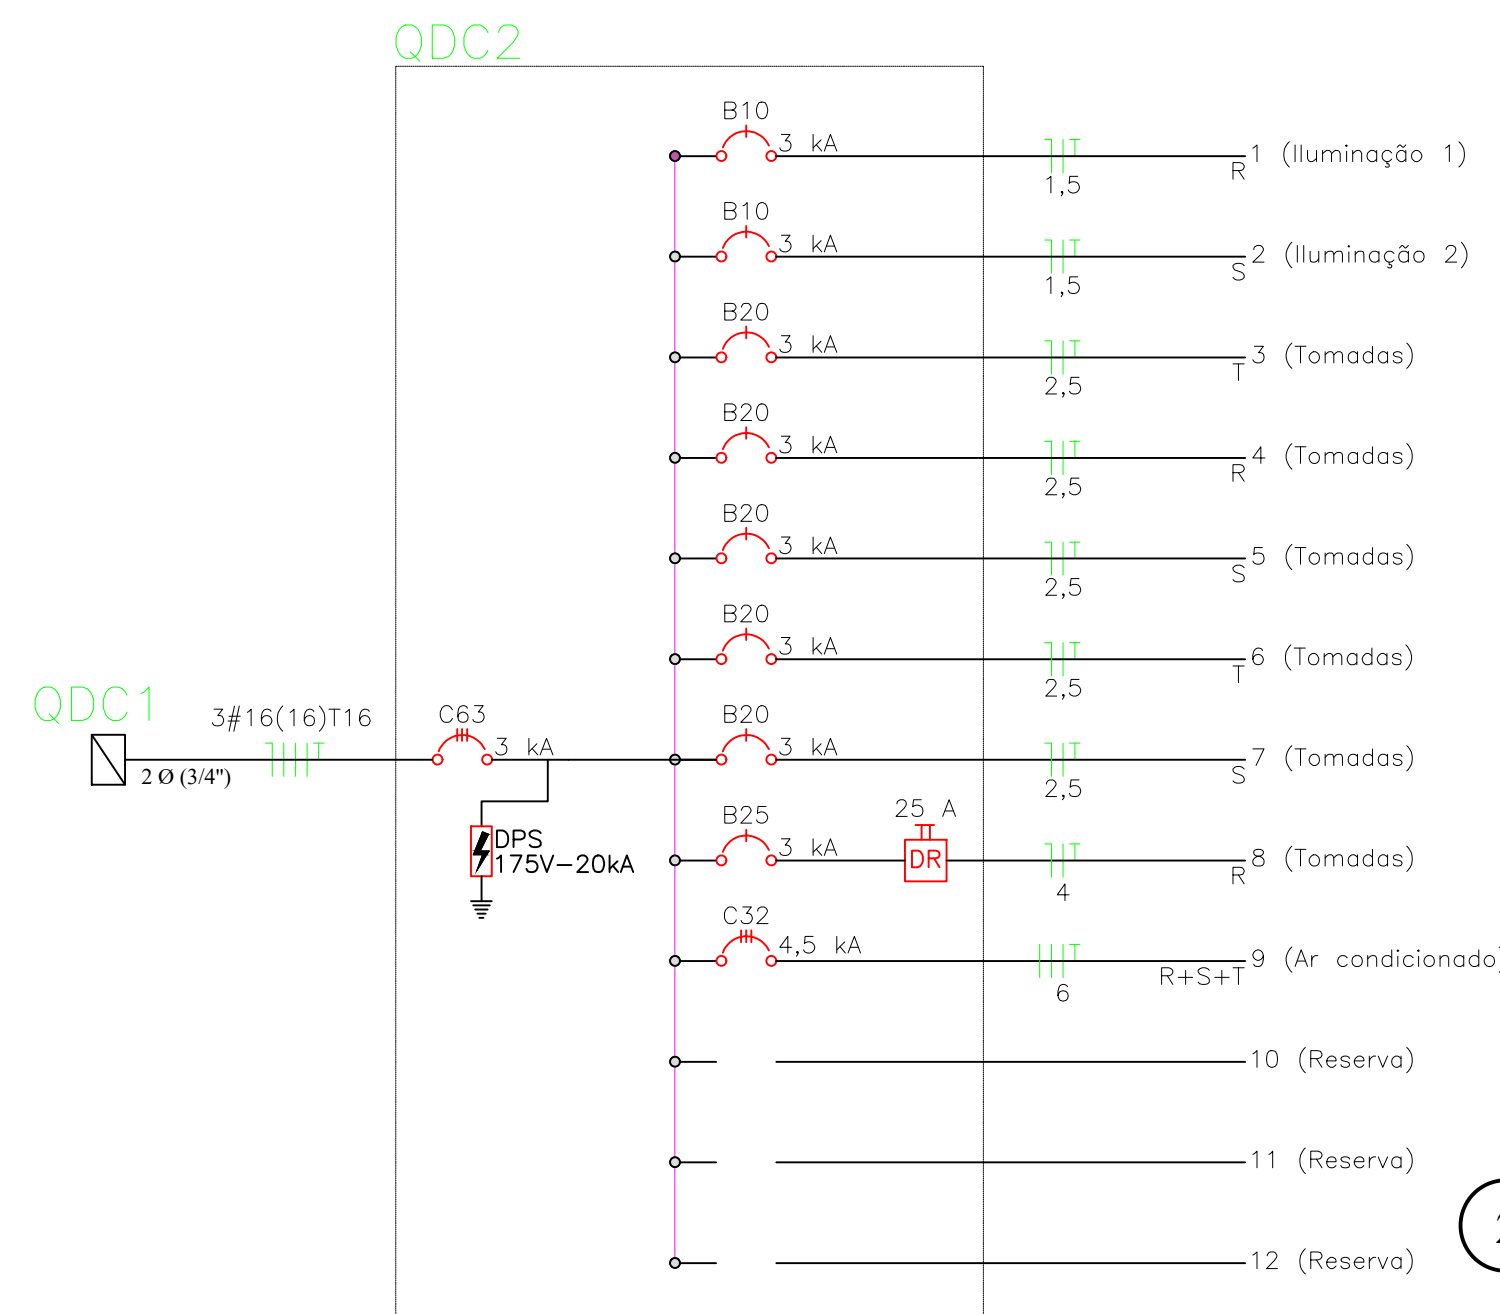 QDC2
B10
3 kA
1 (Iluminação 1)
R
1,5
B10
3 kA
2 (Iluminação 2)
S
1,5
B20
3 kA
3 (Tomadas)
T
2,5
B20
3 kA
4 (Tomadas)
R
2,5
B20
3 kA
5 (Tomadas)
S
2,5
B20
3 kA
6 (Tomadas)
T
2,5
QDC1
3#16(16)T16
2 Ø (3/4")
C63
3 kA
B20
3 kA
7 (Tomadas)
S
2,5
DPS
175V-20kA
B25
3 kA
25 A
DR
8 (Tomadas)
R
4
C32
4,5 kA
9 (Ar condicionado)
R+S+T
6
10 (Reserva)
11 (Reserva)
12 (Reserva)